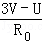 3V − U
R₀